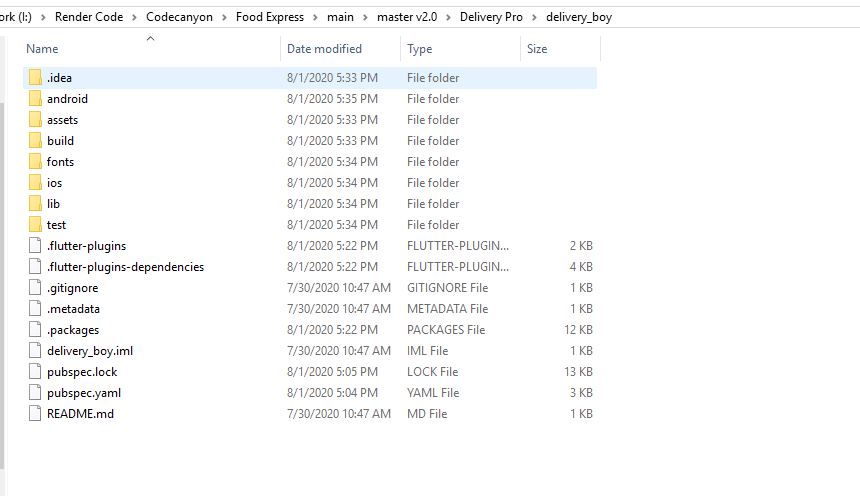 ork (I:) > Render Code > Codecanyon > Food Express > main > master v2.0 > Delivery Pro > delivery_boy
Name Date modified Type Size
.idea 8/1/2020 5:33 PM File folder
android 8/1/2020 5:35 PM File folder
assets 8/1/2020 5:33 PM File folder
build 8/1/2020 5:33 PM File folder
fonts 8/1/2020 5:34 PM File folder
ios 8/1/2020 5:34 PM File folder
lib 8/1/2020 5:34 PM File folder
test 8/1/2020 5:34 PM File folder
.flutter-plugins 8/1/2020 5:22 PM FLUTTER-PLUGIN... 2 KB
.flutter-plugins-dependencies 8/1/2020 5:22 PM FLUTTER-PLUGIN... 4 KB
.gitignore 7/30/2020 10:47 AM GITIGNORE File 1 KB
.metadata 7/30/2020 10:47 AM METADATA File 1 KB
.packages 8/1/2020 5:22 PM PACKAGES File 12 KB
delivery_boy.iml 7/30/2020 10:47 AM IML File 1 KB
pubspec.lock 8/1/2020 5:05 PM LOCK File 13 KB
pubspec.yaml 8/1/2020 5:04 PM YAML File 3 KB
README.md 7/30/2020 10:47 AM MD File 1 KB